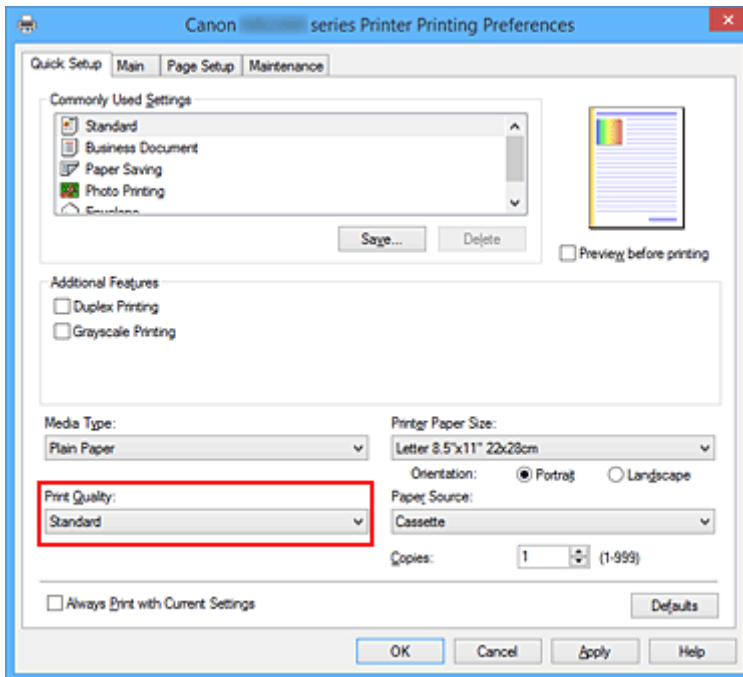 Canon series Printer Printing Preferences
Quick Setup Main Page Setup Maintenance
Commonly Used Settings
Standard
Business Document
Paper Saving
Photo Printing
Envelope
Save... Delete
Preview before printing
Additional Features
Duplex Printing
Grayscale Printing
Media Type:
Plain Paper
Printer Paper Size:
Letter 8.5"x11" 22x28cm
Orientation: Portrait Landscape
Print Quality:
Standard
Paper Source:
Cassette
Copies: 1 (1-999)
Always Print with Current Settings
Defaults
OK Cancel Apply Help